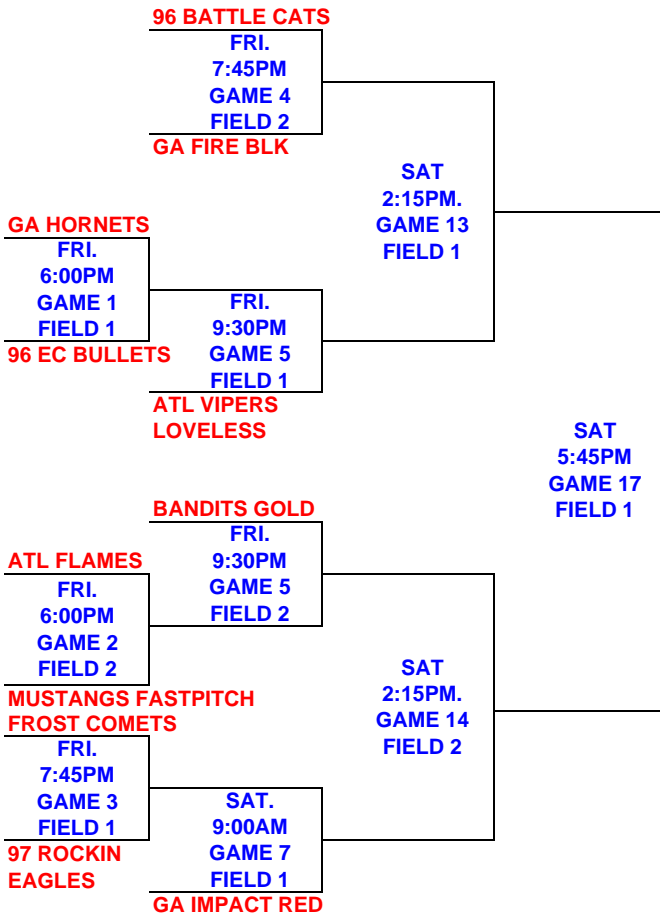 96 BATTLE CATS
FRI.
7:45PM
GAME 4
FIELD 2
GA FIRE BLK
SAT
2:15PM.
GAME 13
FIELD 1
GA HORNETS
FRI.
6:00PM
GAME 1
FIELD 1
96 EC BULLETS
FRI.
9:30PM
GAME 5
FIELD 1
ATL VIPERS
LOVELESS
SAT
5:45PM
GAME 17
FIELD 1
BANDITS GOLD
FRI.
9:30PM
GAME 5
FIELD 2
ATL FLAMES
FRI.
6:00PM
GAME 2
FIELD 2
MUSTANGS FASTPITCH
SAT
2:15PM.
GAME 14
FIELD 2
FROST COMETS
FRI.
7:45PM
GAME 3
FIELD 1
97 ROCKIN
EAGLES
SAT.
9:00AM
GAME 7
FIELD 1
GA IMPACT RED